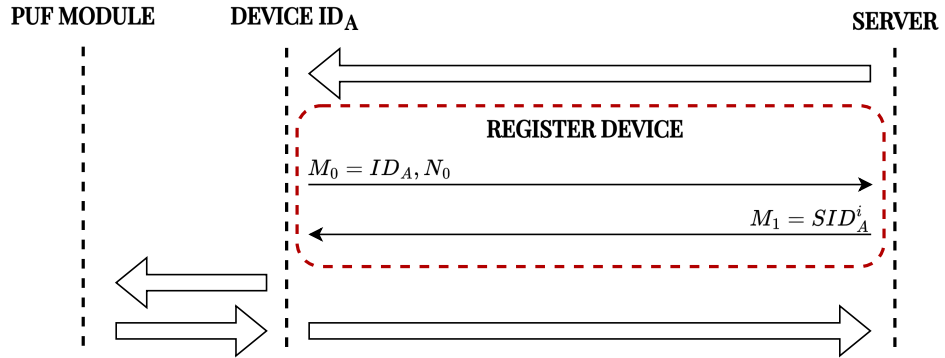 PUF MODULE
DEVICE ID_A
SERVER
REGISTER DEVICE
M_0 = ID_A, N_0
M_1 = SID_A^i